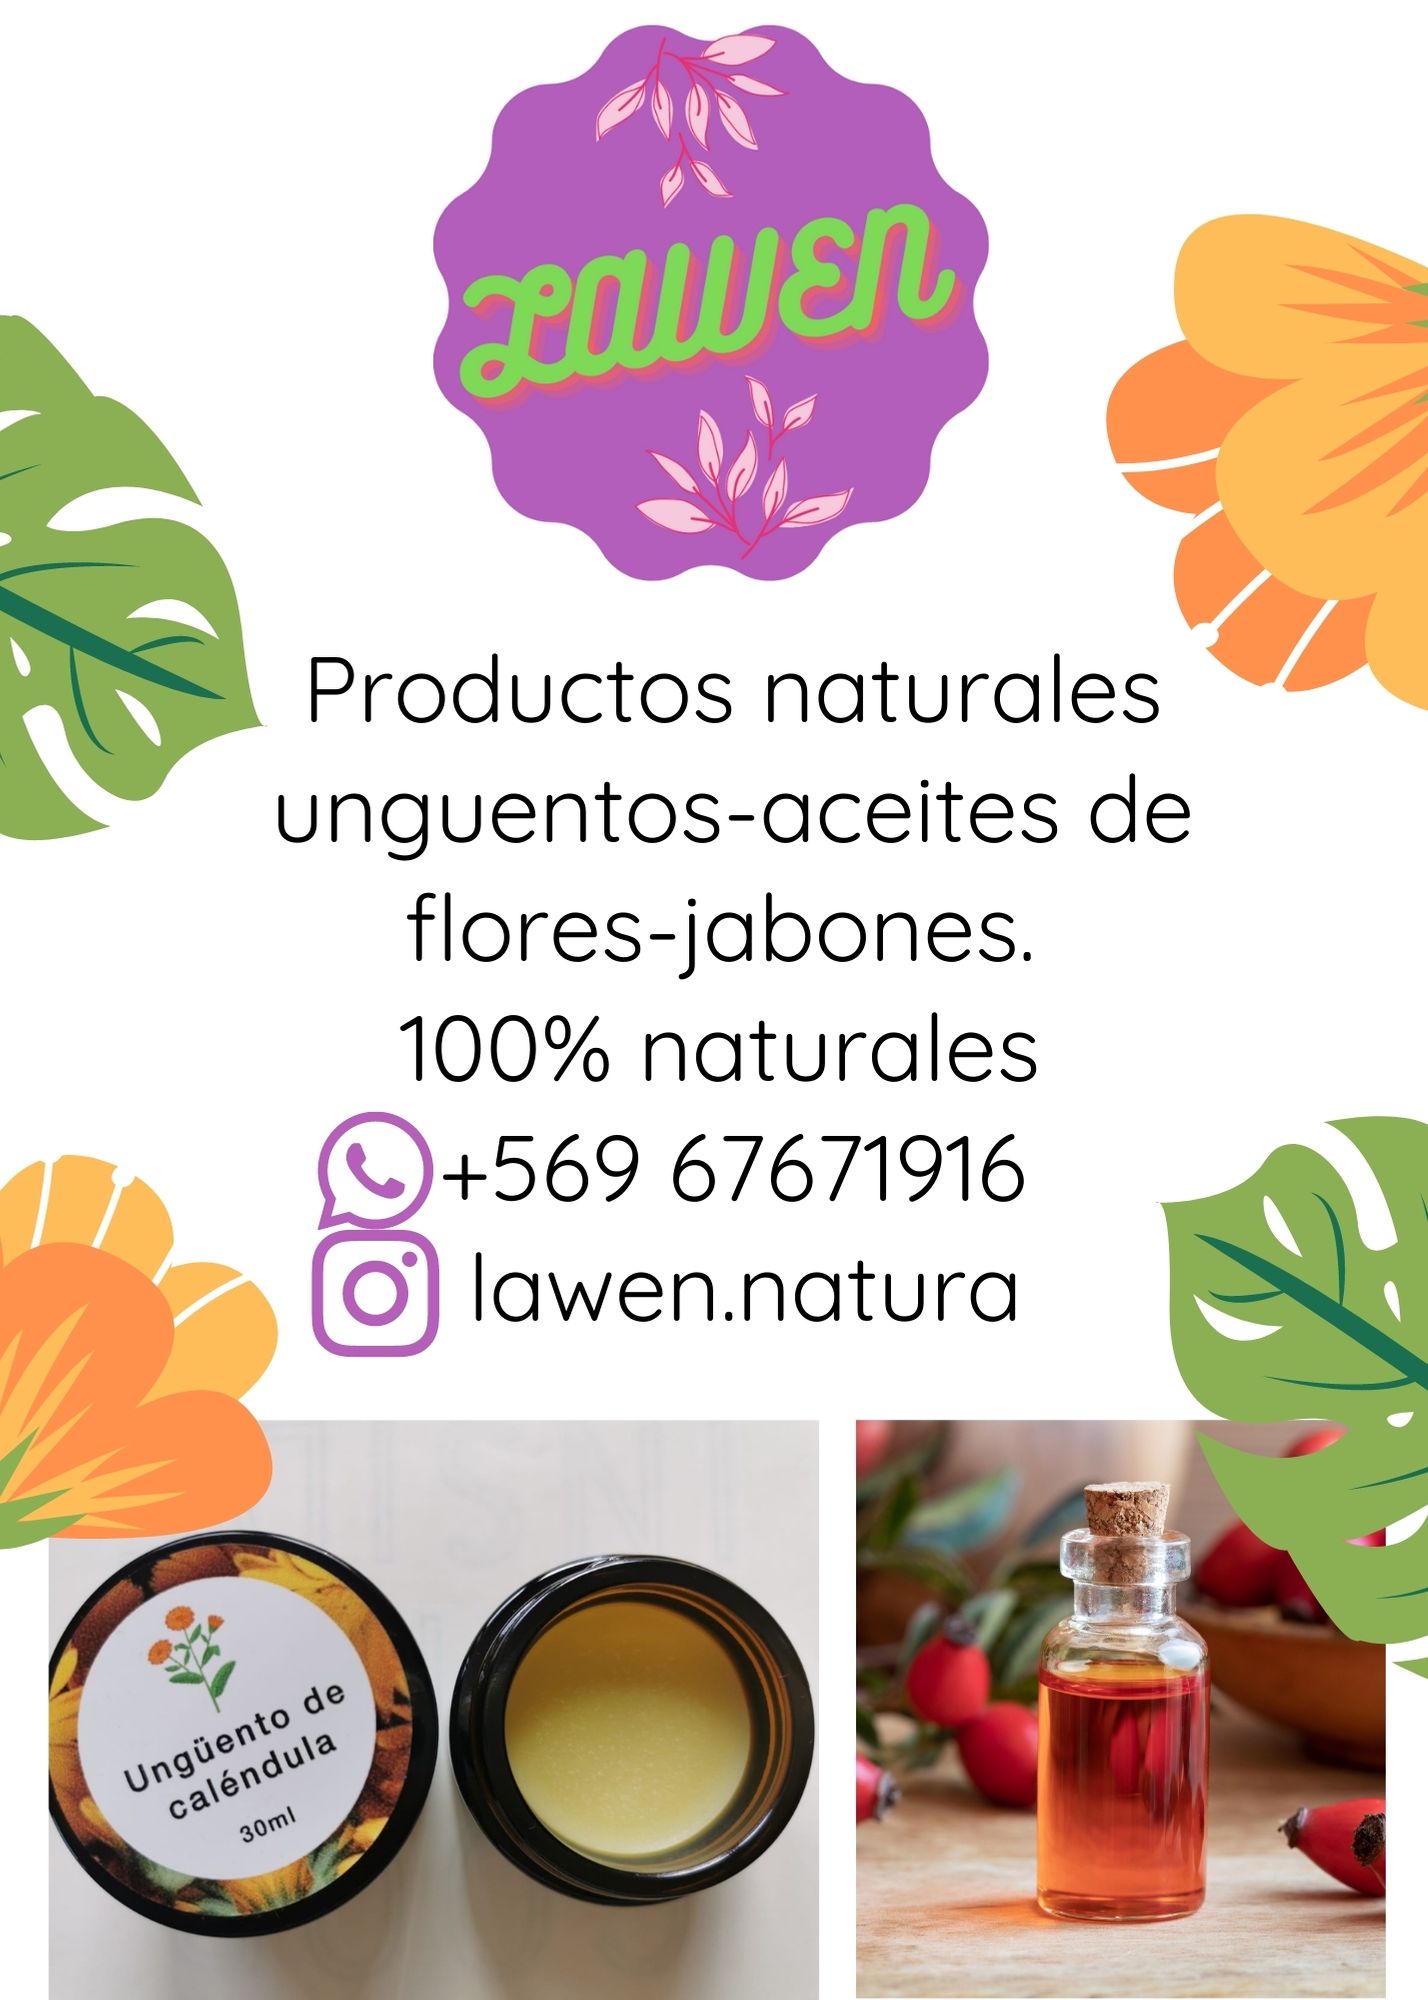 Lawen
Productos naturales
unguentos-aceites de
flores-jabones.
100% naturales
+569 67671916
lawen.natura
Ungüento de
caléndula
30ml